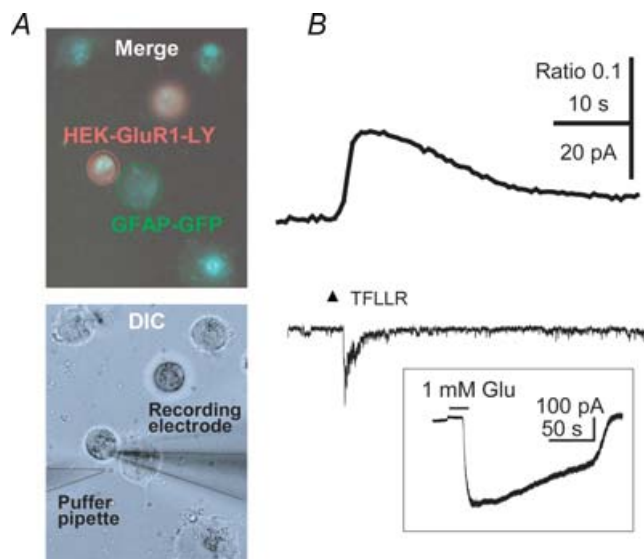 A
Merge
HEK-GluR1-LY
GFAP-GFP
DIC
Recording
electrode
Puffer
pipette
B
Ratio 0.1
10 s
20 pA
▲ TFLLR
1 mM Glu
100 pA
50 s